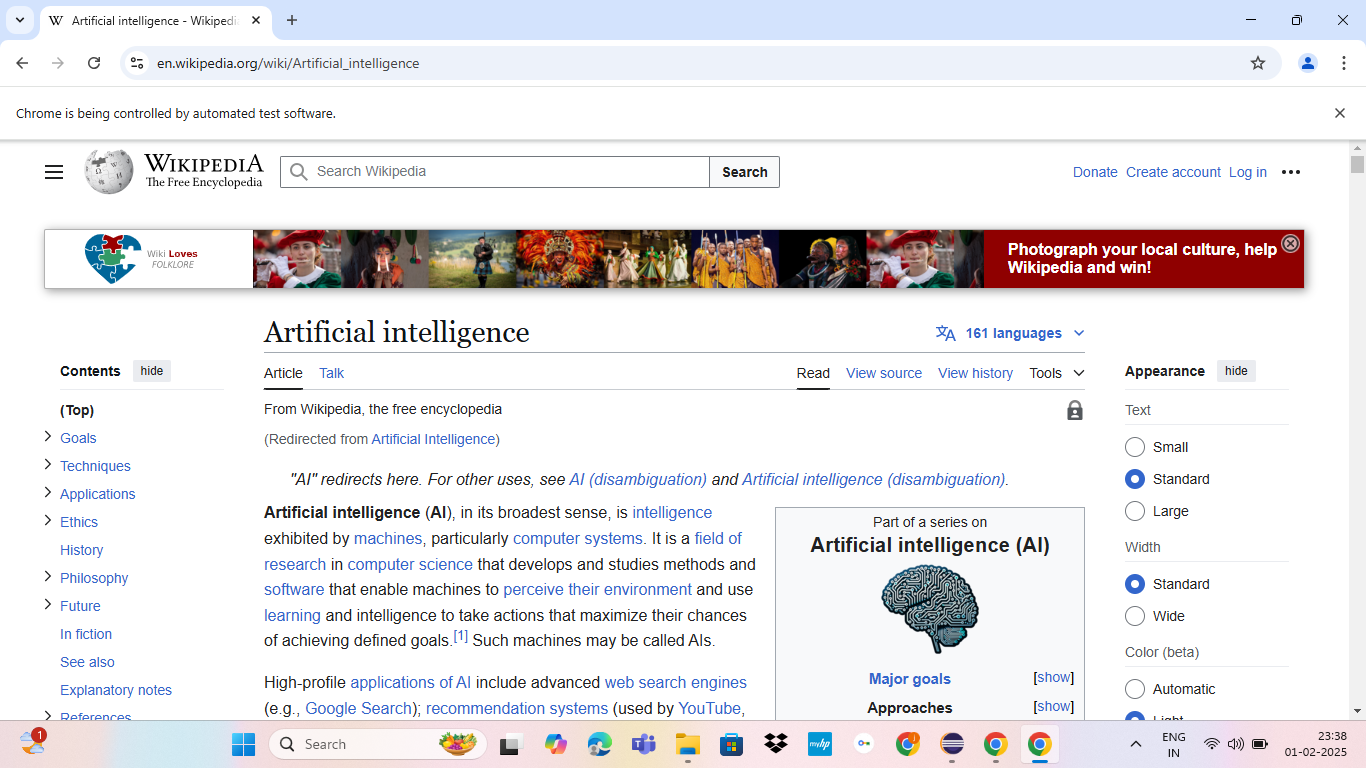 Artificial intelligence - Wikipedi
en.wikipedia.org/wiki/Artificial_intelligence
Chrome is being controlled by automated test software.
WIKIPEDIA
The Free Encyclopedia
Search Wikipedia
Search
Donate Create account Log in
Wiki Loves
FOLKLORE
Photograph your local culture, help
Wikipedia and win!
Artificial intelligence
161 languages
Contents hide
(Top)
Goals
Techniques
Applications
Ethics
History
Philosophy
Future
In fiction
See also
Explanatory notes
References
Article Talk
Read View source View history Tools
From Wikipedia, the free encyclopedia
(Redirected from Artificial Intelligence)
"AI" redirects here. For other uses, see AI (disambiguation) and Artificial intelligence (disambiguation).
Artificial intelligence (AI), in its broadest sense, is intelligence
exhibited by machines, particularly computer systems. It is a field of
research in computer science that develops and studies methods and
software that enable machines to perceive their environment and use
learning and intelligence to take actions that maximize their chances
of achieving defined goals.[1] Such machines may be called AIs.
High-profile applications of AI include advanced web search engines
(e.g., Google Search); recommendation systems (used by YouTube,
Part of a series on
Artificial intelligence (AI)
Major goals [show]
Approaches [show]
Appearance hide
Text
Small
Standard
Large
Width
Standard
Wide
Color (beta)
Automatic
Light
1
Search
myhp
ENG
IN
23:38
01-02-2025